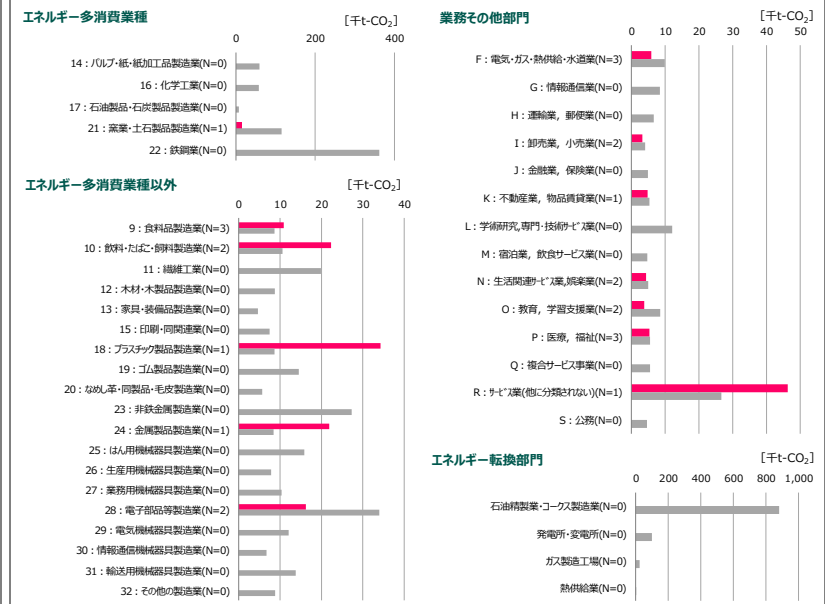 エネルギー多消費業種
[千t-CO₂]
0 200 400
14：パルプ・紙・紙加工品製造業(N=0)
16：化学工業(N=0)
17：石油製品・石炭製品製造業(N=0)
21：窯業・土石製品製造業(N=1)
22：鉄鋼業(N=0)
エネルギー多消費業種以外
[千t-CO₂]
0 10 20 30 40
9：食料品製造業(N=3)
10：飲料・たばこ・飼料製造業(N=2)
11：繊維工業(N=0)
12：木材・木製品製造業(N=0)
13：家具・装備品製造業(N=0)
15：印刷・同関連業(N=0)
18：プラスチック製品製造業(N=1)
19：ゴム製品製造業(N=0)
20：なめし革・同製品・毛皮製造業(N=0)
23：非鉄金属製造業(N=0)
24：金属製品製造業(N=1)
25：はん用機械器具製造業(N=0)
26：生産用機械器具製造業(N=0)
27：業務用機械器具製造業(N=0)
28：電子部品等製造業(N=2)
29：電気機械器具製造業(N=0)
30：情報通信機械器具製造業(N=0)
31：輸送用機械器具製造業(N=0)
32：その他の製造業(N=0)
業務その他部門
[千t-CO₂]
0 10 20 30 40 50
F：電気・ガス・熱供給・水道業(N=3)
G：情報通信業(N=0)
H：運輸業，郵便業(N=0)
I：卸売業，小売業(N=2)
J：金融業，保険業(N=0)
K：不動産業，物品賃貸業(N=1)
L：学術研究,専門・技術サービス業(N=0)
M：宿泊業，飲食サービス業(N=0)
N：生活関連サービス業,娯楽業(N=2)
O：教育，学習支援業(N=2)
P：医療，福祉(N=3)
Q：複合サービス事業(N=0)
R：サービス業(他に分類されない)(N=1)
S：公務(N=0)
エネルギー転換部門
[千t-CO₂]
0 200 400 600 800 1,000
石油精製業・コークス製造業(N=0)
発電所・変電所(N=0)
ガス製造工場(N=0)
熱供給業(N=0)